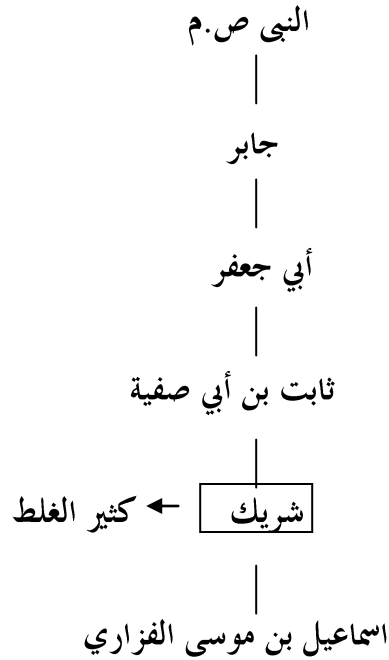 النبى ص.م
جابر
أبي جعفر
ثابت بن أبي صفية
شريك ← كثير الغلط
اسماعيل بن موسى الفزاري